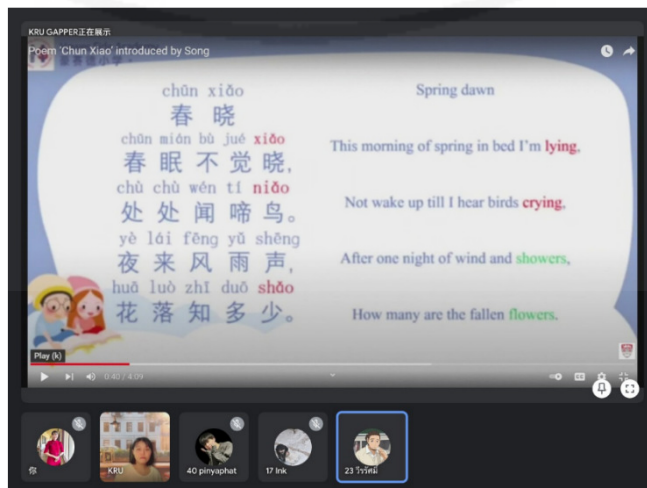 KRU GAPPER正在展示
Poem 'Chun Xiao' introduced by Song
chūn xiǎo
春 晓
chūn mián bù jué xiǎo
春 眠 不 觉 晓，
chù chù wén tí niǎo
处 处 闻 啼 鸟。
yè lái fēng yǔ shēng
夜 来 风 雨 声，
huā luò zhī duō shǎo
花 落 知 多 少。
Spring dawn
This morning of spring in bed I'm lying,
Not wake up till I hear birds crying,
After one night of wind and showers,
How many are the fallen flowers.
Play (k)
0:40 / 4:09
你
KRU
40 pinyaphat
17 Ink
23 วิรัศมิ์